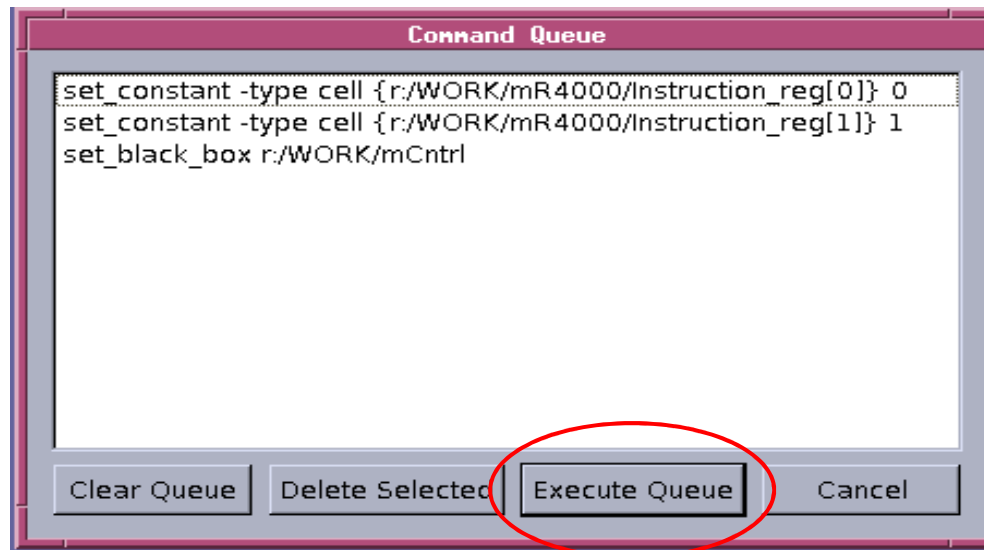 Command Queue
set_constant -type cell {r:/WORK/mR4000/Instruction_reg[0]} 0
set_constant -type cell {r:/WORK/mR4000/Instruction_reg[1]} 1
set_black_box r:/WORK/mCntrl
Clear Queue Delete Selected Execute Queue Cancel